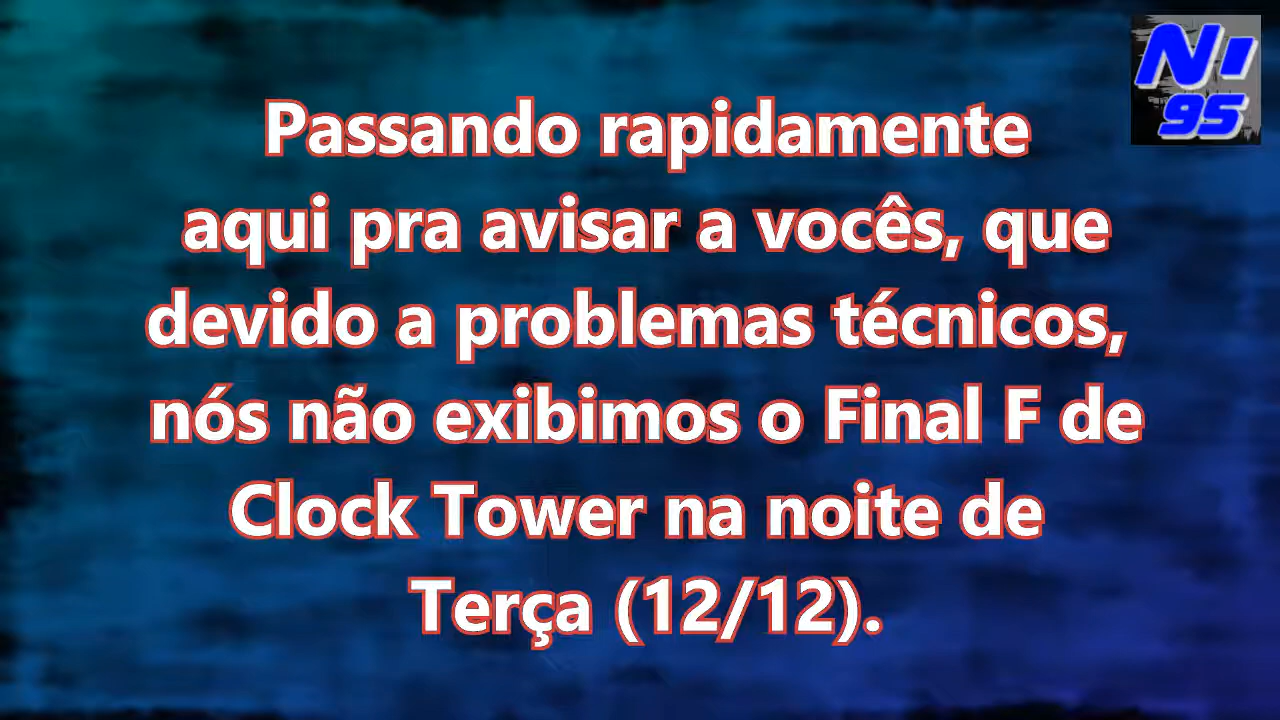 NI
95
Passando rapidamente
aqui pra avisar a vocês, que
devido a problemas técnicos,
nós não exibimos o Final F de
Clock Tower na noite de
Terça (12/12).